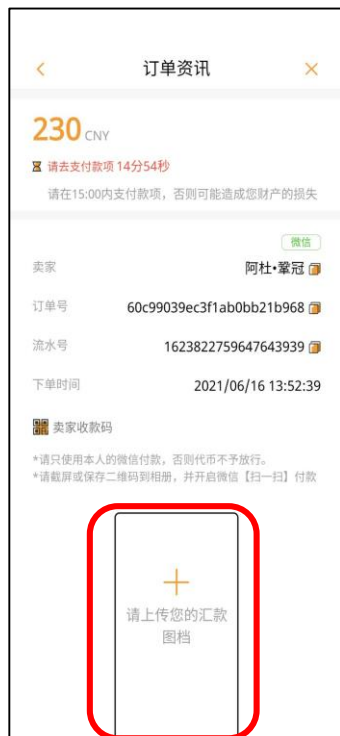 订单资讯
230 CNY
请去支付款项 14分54秒
请在15:00内支付款项，否则可能造成您财产的损失
微信
卖家 阿杜•鞏冠
订单号 60c99039ec3f1ab0bb21b968
流水号 1623822759647643939
下单时间 2021/06/16 13:52:39
卖家收款码
*请只使用本人的微信付款，否则代币不予放行。
*请截屏或保存二维码到相册，并开启微信【扫一扫】付款
请上传您的汇款
图档